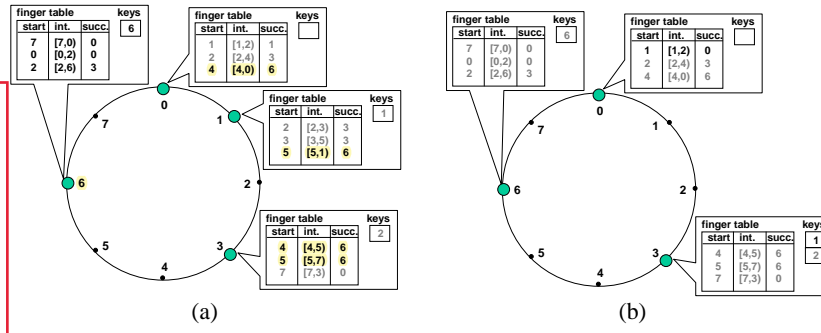 finger table keys
start int. succ. 6
7 [7,0) 0
0 [0,2) 0
2 [2,6) 3
finger table keys
start int. succ.
1 [1,2) 1
2 [2,4) 3
4 [4,0) 6
finger table keys
start int. succ. 1
2 [2,3) 3
3 [3,5) 3
5 [5,1) 6
finger table keys
start int. succ. 2
4 [4,5) 6
5 [5,7) 6
7 [7,3) 0
0
1
2
3
4
5
6
7
(a)
finger table keys
start int. succ. 6
7 [7,0) 0
0 [0,2) 0
2 [2,6) 3
finger table keys
start int. succ.
1 [1,2) 0
2 [2,4) 3
4 [4,0) 6
finger table keys
start int. succ. 1
4 [4,5) 6 2
5 [5,7) 6
7 [7,3) 0
0
1
2
3
4
5
6
7
(b)